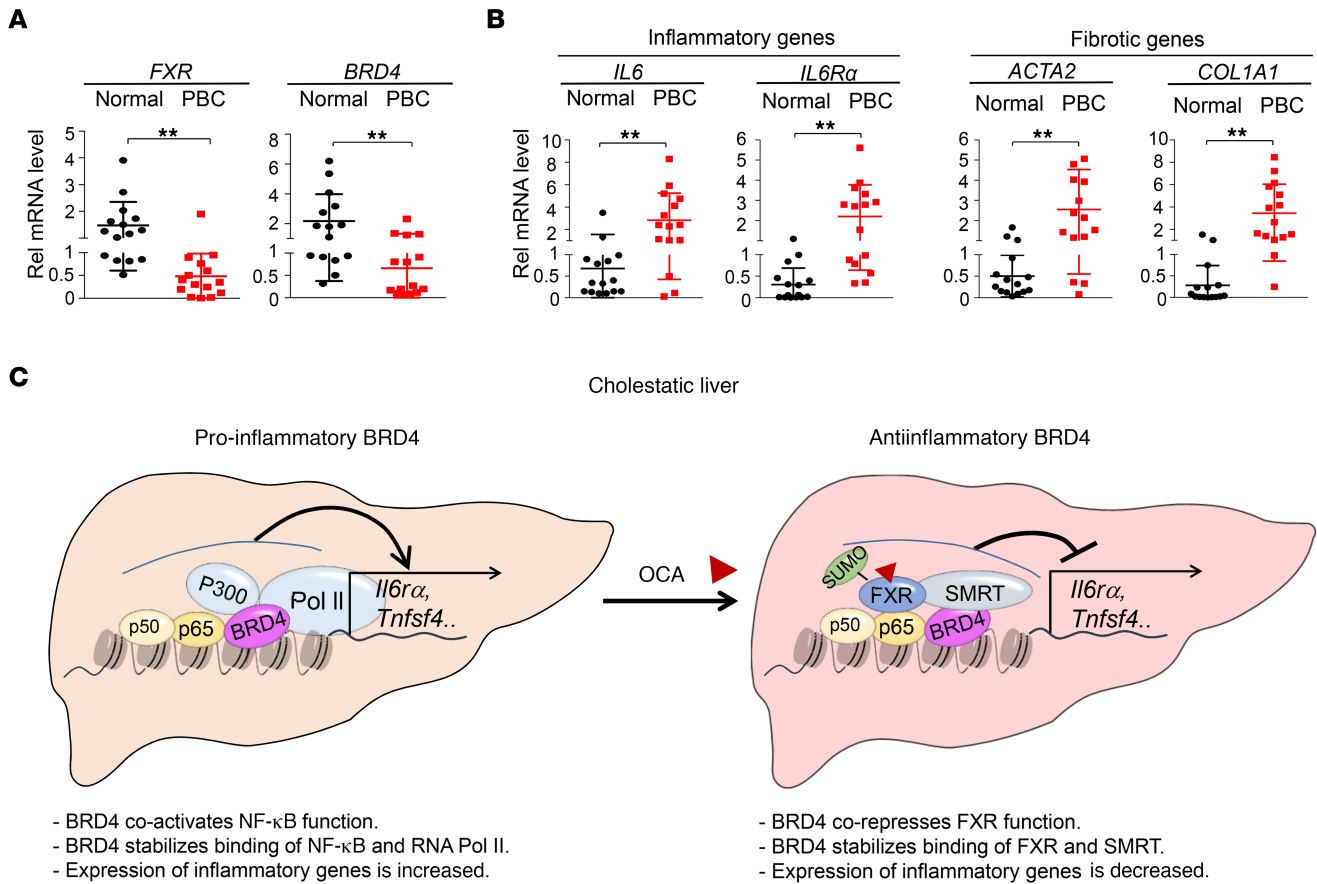 A
FXR
BRD4
Normal PBC
Normal PBC
Rel mRNA level
5
4
3
2
1
0.5
0
**
8
6
4
2
1
0.5
0
**
B
Inflammatory genes
Fibrotic genes
IL6
IL6Rα
ACTA2
COL1A1
Normal PBC
Normal PBC
Normal PBC
Normal PBC
Rel mRNA level
10
8
6
4
2
1
0.5
0
**
6
5
4
3
2
1
0.5
0
**
6
5
4
3
2
1
0.5
0
**
10
8
6
4
2
1
0.5
0
**
C
Cholestatic liver
Pro-inflammatory BRD4
P300
Pol II
p50
p65
BRD4
Il6rα,
Tnfsf4..
OCA
Antiinflammatory BRD4
SUMO
FXR
SMRT
p50
p65
BRD4
Il6rα,
Tnfsf4..
- BRD4 co-activates NF-κB function.
- BRD4 stabilizes binding of NF-κB and RNA Pol II.
- Expression of inflammatory genes is increased.
- BRD4 co-represses FXR function.
- BRD4 stabilizes binding of FXR and SMRT.
- Expression of inflammatory genes is decreased.